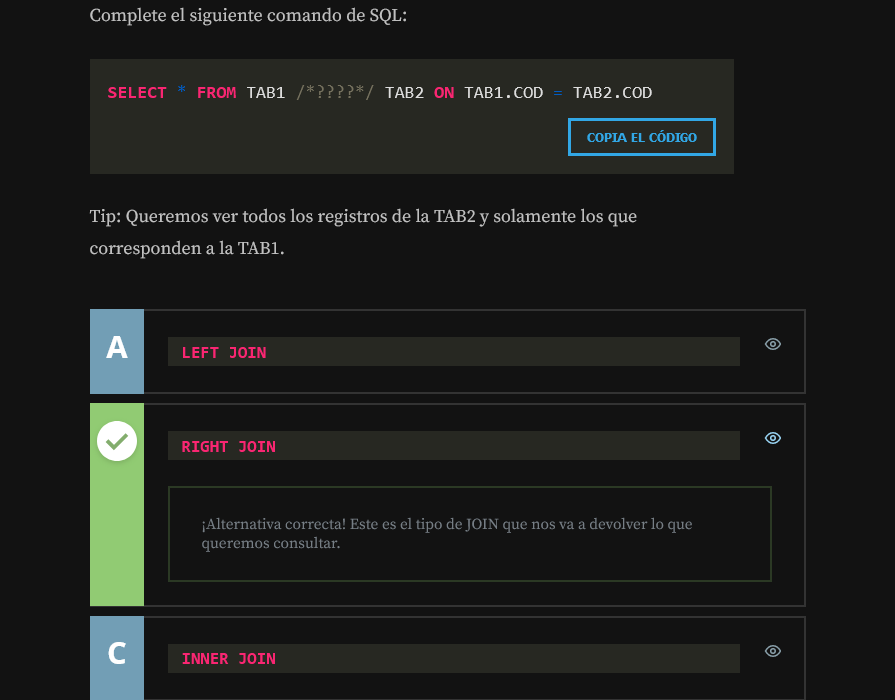 Complete el siguiente comando de SQL:
SELECT * FROM TAB1 /*????*/ TAB2 ON TAB1.COD = TAB2.COD
COPIA EL CÓDIGO
Tip: Queremos ver todos los registros de la TAB2 y solamente los que
corresponden a la TAB1.
A
LEFT JOIN
RIGHT JOIN
¡Alternativa correcta! Este es el tipo de JOIN que nos va a devolver lo que
queremos consultar.
C
INNER JOIN